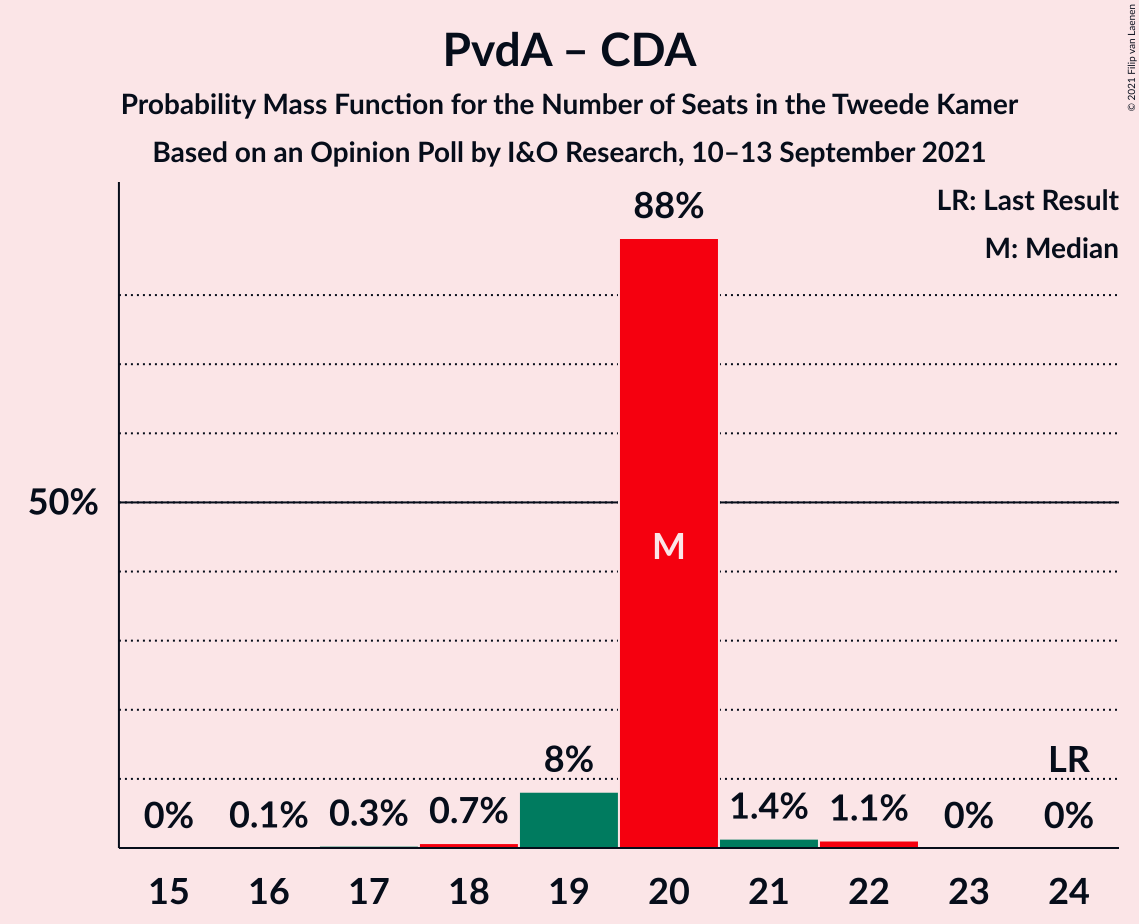 PvdA – CDA
Probability Mass Function for the Number of Seats in the Tweede Kamer
Based on an Opinion Poll by I&O Research, 10–13 September 2021
© 2021 Filip van Laenen
LR: Last Result
M: Median
88%
50%
M
8%
LR
0%
0.1%
0.3%
0.7%
1.4%
1.1%
0%
0%
15 16 17 18 19 20 21 22 23 24